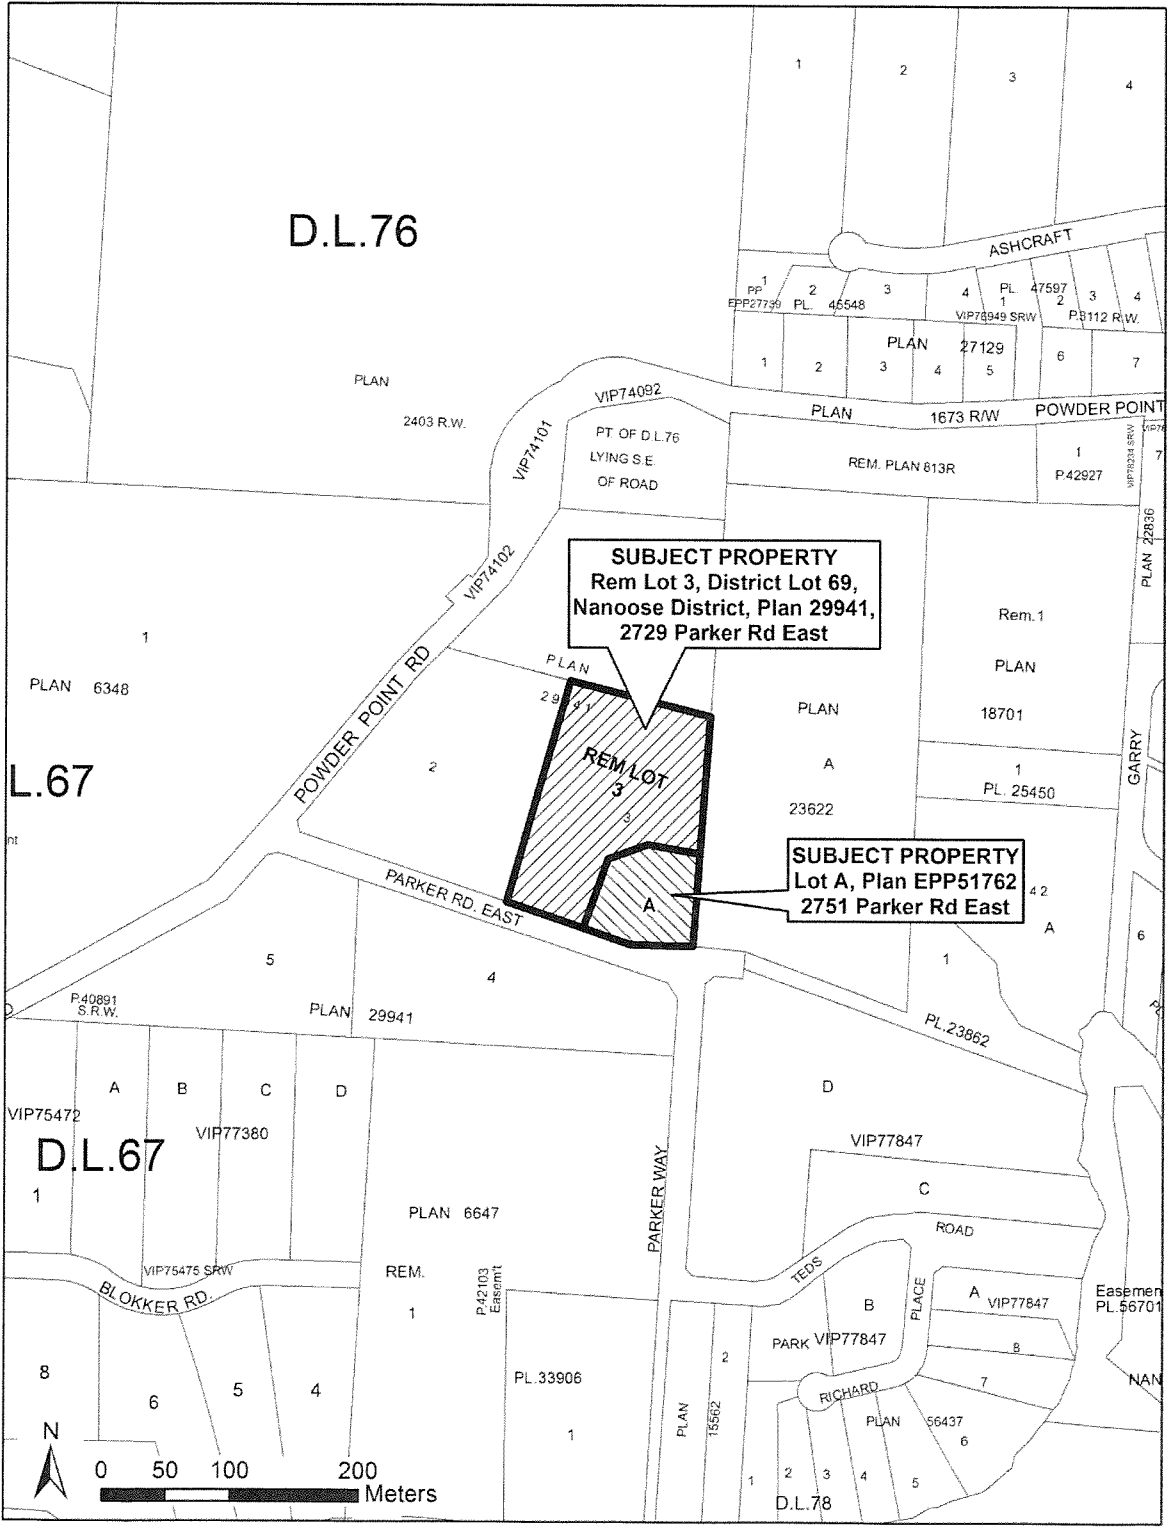 1
2
3
4
D.L.76
ASHCRAFT
1
PP
EPP27739
2
PL. 46548
3
4
PL. 47597
1
2
3
4
VIP78949 SRW
P.3112 R.W.
PLAN 27129
1
2
3
4
5
6
7
PLAN
2403 R.W.
VIP74092
VIP74101
PLAN 1673 R/W
POWDER POINT
PT. OF D.L.76
LYING S.E.
OF ROAD
REM. PLAN 813R
1
P.42927
VIP78234 SRW
7
PLAN 22836
VIP74102
SUBJECT PROPERTY
Rem Lot 3, District Lot 69,
Nanoose District, Plan 29941,
2729 Parker Rd East
Rem.1
PLAN
18701
1
PLAN 6348
POWDER POINT RD
PLAN
PLAN
A
23622
GARRY
L.67
2
REM LOT
3
3
1
PL. 25450
SUBJECT PROPERTY
Lot A, Plan EPP51762
2751 Parker Rd East
4 2
A
A
6
PARKER RD. EAST
1
5
4
P.40891
S.R.W.
PLAN 29941
PL.23862
A
B
C
D
VIP75472
VIP77380
D.L.67
1
D
VIP77847
C
PARKER WAY
PLAN 6647
ROAD
TEDS
VIP75475 SRW
BLOKKER RD.
REM.
1
P.42103
Easem't
B
PLACE
A
VIP77847
Easemen
PL.56701
PARK
VIP77847
8
2
8
6
5
4
PL.33906
1
PLAN
15562
RICHARD
7
NAN
PLAN 56437
6
1
2
3
4
5
D.L.78
N
0 50 100 200
Meters